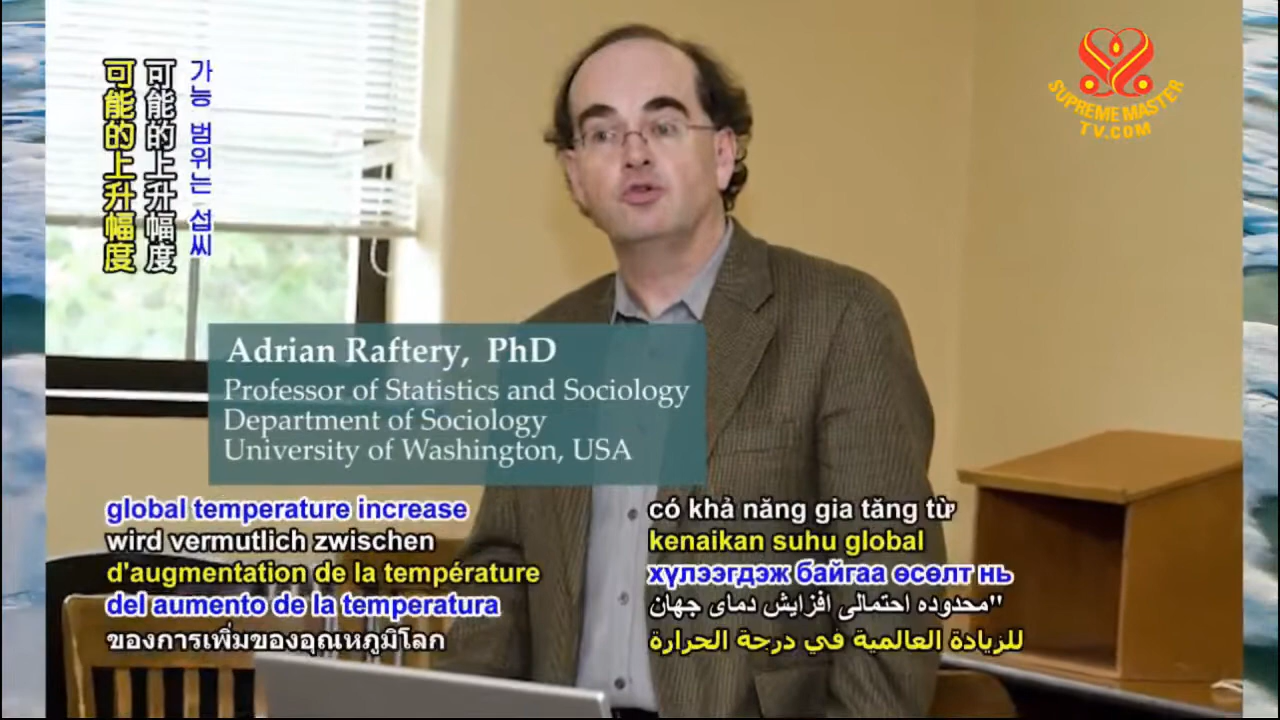 可能的上升幅度
可能的上升幅度
가능 범위는 섭씨
SUPREME MASTER
TV.COM
Adrian Raftery, PhD
Professor of Statistics and Sociology
Department of Sociology
University of Washington, USA
global temperature increase
wird vermutlich zwischen
d'augmentation de la température
del aumento de la temperatura
ของการเพิ่มของอุณหภูมิโลก
có khả năng gia tăng từ
kenaikan suhu global
хүлээгдэж байгаа өсөлт нь
"محدوده احتمالی افزایش دمای جهان
للزيادة العالمية في درجة الحرارة